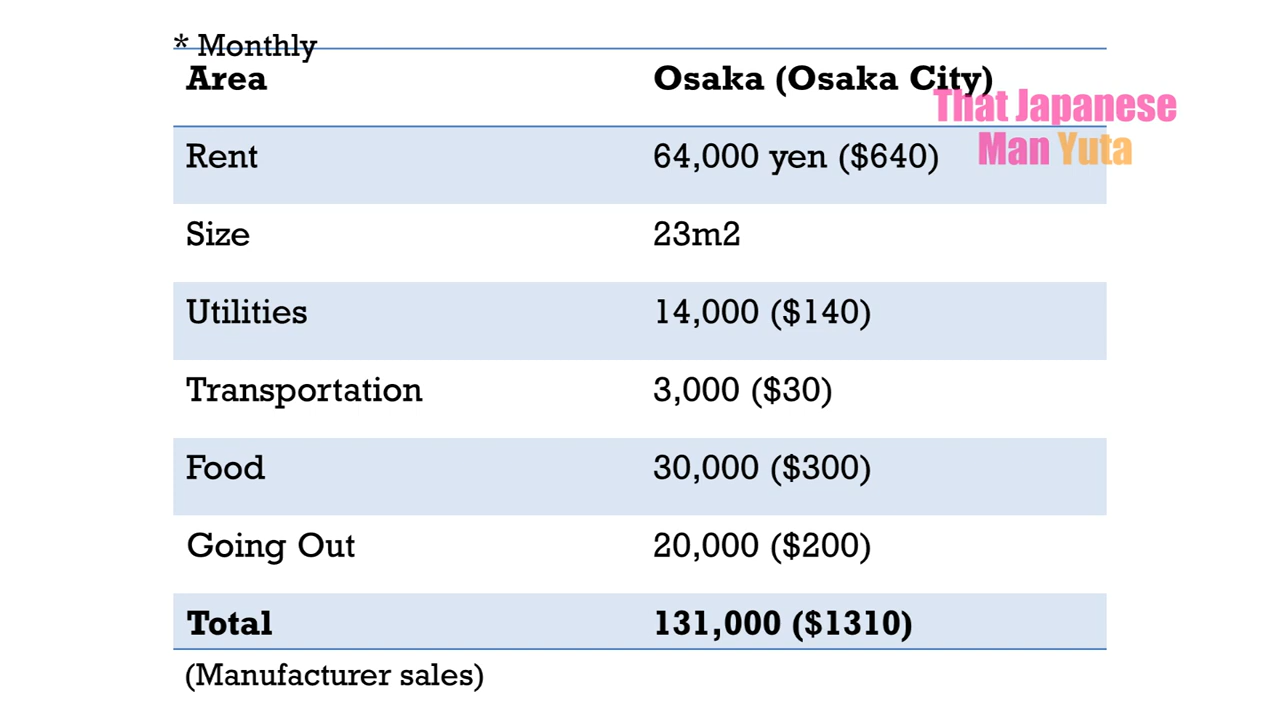 * Monthly
Area Osaka (Osaka City)
That Japanese
Man Yuta
Rent 64,000 yen ($640)
Size 23m2
Utilities 14,000 ($140)
Transportation 3,000 ($30)
Food 30,000 ($300)
Going Out 20,000 ($200)
Total 131,000 ($1310)
(Manufacturer sales)